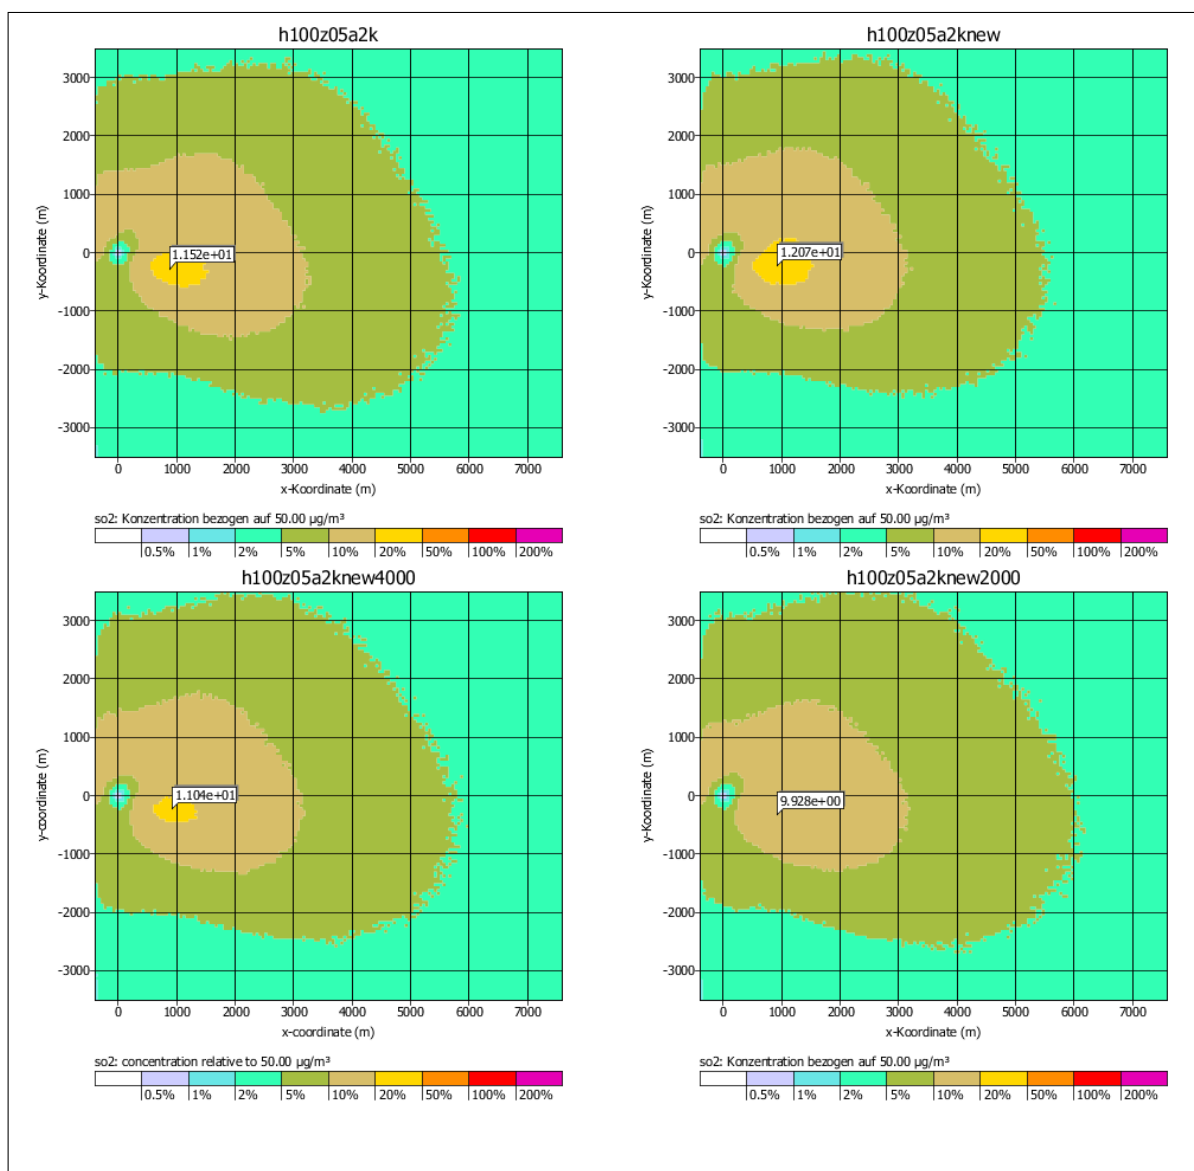 h100z05a2k
3000
2000
1000
0
-1000
-2000
-3000
y-Koordinate (m)
1.152e+01
0 1000 2000 3000 4000 5000 6000 7000
x-Koordinate (m)
so2: Konzentration bezogen auf 50.00 µg/m³
0.5% 1% 2% 5% 10% 20% 50% 100% 200%
h100z05a2knew
3000
2000
1000
0
-1000
-2000
-3000
y-Koordinate (m)
1.207e+01
0 1000 2000 3000 4000 5000 6000 7000
x-Koordinate (m)
so2: Konzentration bezogen auf 50.00 µg/m³
0.5% 1% 2% 5% 10% 20% 50% 100% 200%
h100z05a2knew4000
3000
2000
1000
0
-1000
-2000
-3000
y-coordinate (m)
1.104e+01
0 1000 2000 3000 4000 5000 6000 7000
x-coordinate (m)
so2: concentration relative to 50.00 µg/m³
0.5% 1% 2% 5% 10% 20% 50% 100% 200%
h100z05a2knew2000
3000
2000
1000
0
-1000
-2000
-3000
y-Koordinate (m)
9.928e+00
0 1000 2000 3000 4000 5000 6000 7000
x-Koordinate (m)
so2: Konzentration bezogen auf 50.00 µg/m³
0.5% 1% 2% 5% 10% 20% 50% 100% 200%